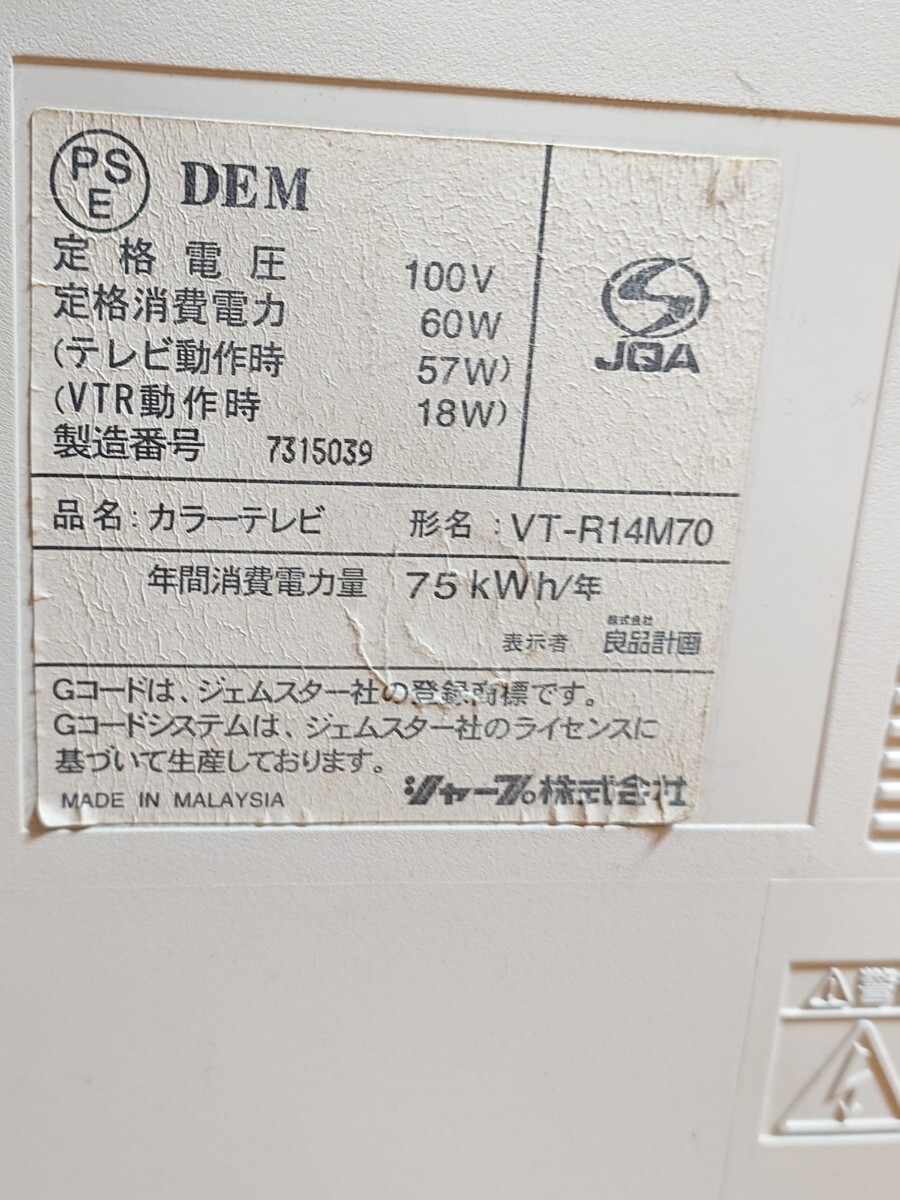 PS
E
DEM
定格電圧 100V
定格消費電力 60W
(テレビ動作時 57W)
(VTR動作時 18W)
製造番号 7315039
JQA
品名:カラーテレビ 形名:VT-R14M70
年間消費電力量 75kWh/年
表示者 株式会社 良品計画
Gコードは、ジェムスター社の登録商標です。
Gコードシステムは、ジェムスター社のライセンスに
基づいて生産しております。
MADE IN MALAYSIA シャープ株式会社
警